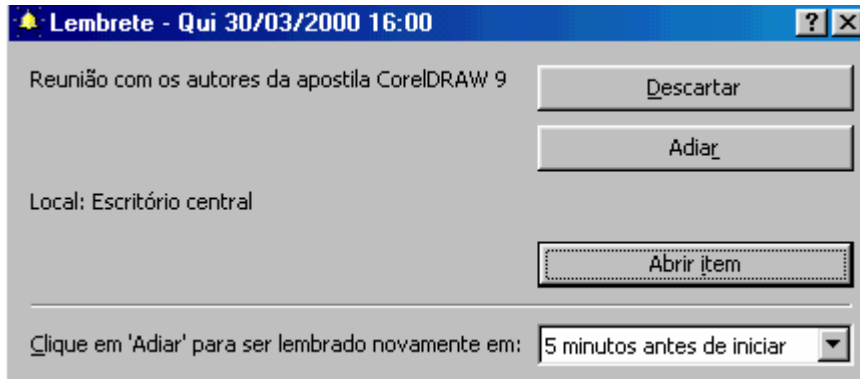 Lembrete - Qui 30/03/2000 16:00
Reunião com os autores da apostila CorelDRAW 9
Descartar
Adiar
Local: Escritório central
Abrir item
Clique em 'Adiar' para ser lembrado novamente em: 5 minutos antes de iniciar